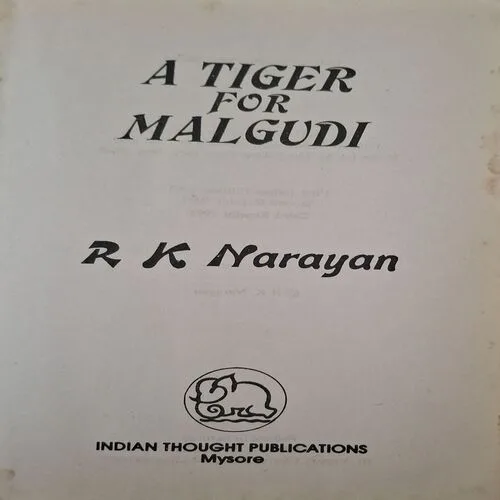 A TIGER
FOR
MALGUDI
R K Narayan
INDIAN THOUGHT PUBLICATIONS
Mysore